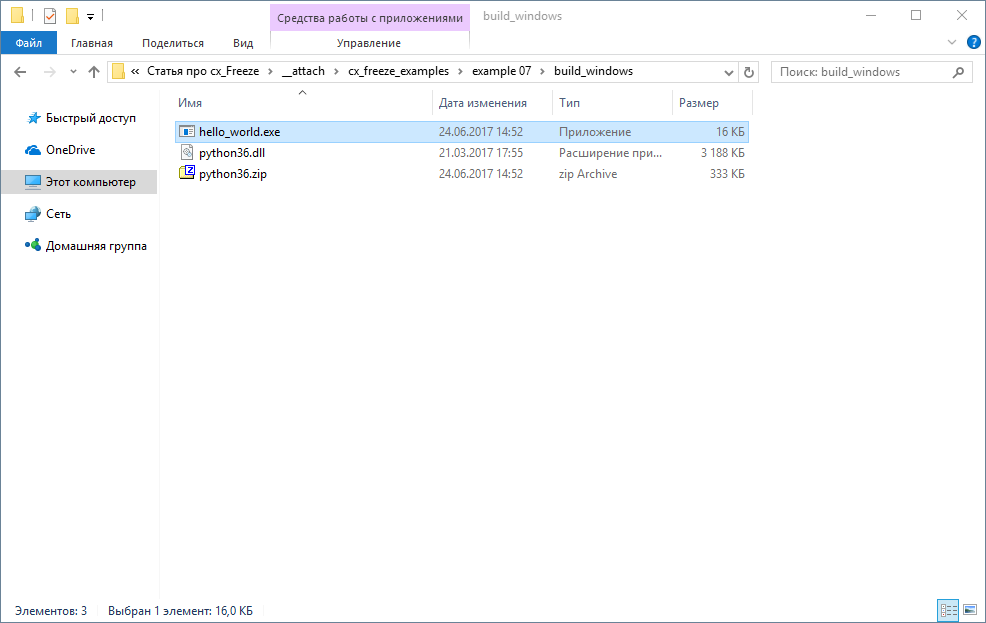 Средства работы с приложениями build_windows
Файл Главная Поделиться Вид Управление ?
« Статья про cx_Freeze › __attach › cx_freeze_examples › example 07 › build_windows Поиск: build_windows
Имя Дата изменения Тип Размер
Быстрый доступ
OneDrive
Этот компьютер
Сеть
Домашняя группа
hello_world.exe 24.06.2017 14:52 Приложение 16 КБ
python36.dll 21.03.2017 17:55 Расширение при... 3 188 КБ
python36.zip 24.06.2017 14:52 zip Archive 333 КБ
Элементов: 3 Выбран 1 элемент: 16,0 КБ